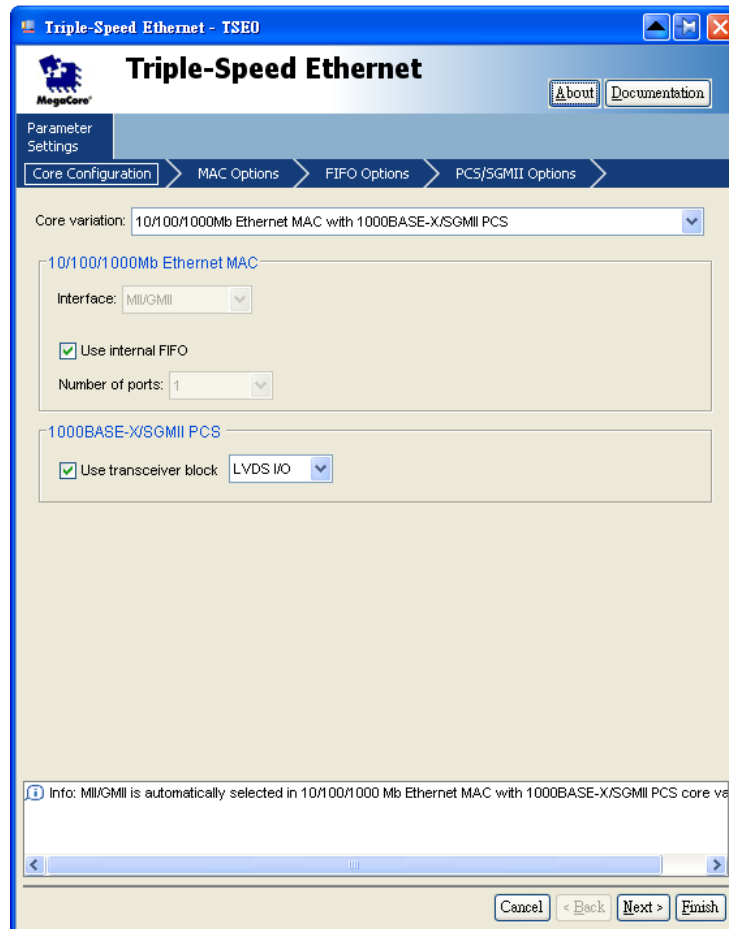 Triple-Speed Ethernet - TSE0
MegaCore®
Triple-Speed Ethernet
About
Documentation
Parameter
Settings
Core Configuration
MAC Options
FIFO Options
PCS/SGMII Options
Core variation: 10/100/1000Mb Ethernet MAC with 1000BASE-X/SGMII PCS
10/100/1000Mb Ethernet MAC
Interface: MII/GMII
Use internal FIFO
Number of ports: 1
1000BASE-X/SGMII PCS
Use transceiver block LVDS I/O
Info: MII/GMII is automatically selected in 10/100/1000 Mb Ethernet MAC with 1000BASE-X/SGMII PCS core va
Cancel
< Back
Next >
Finish